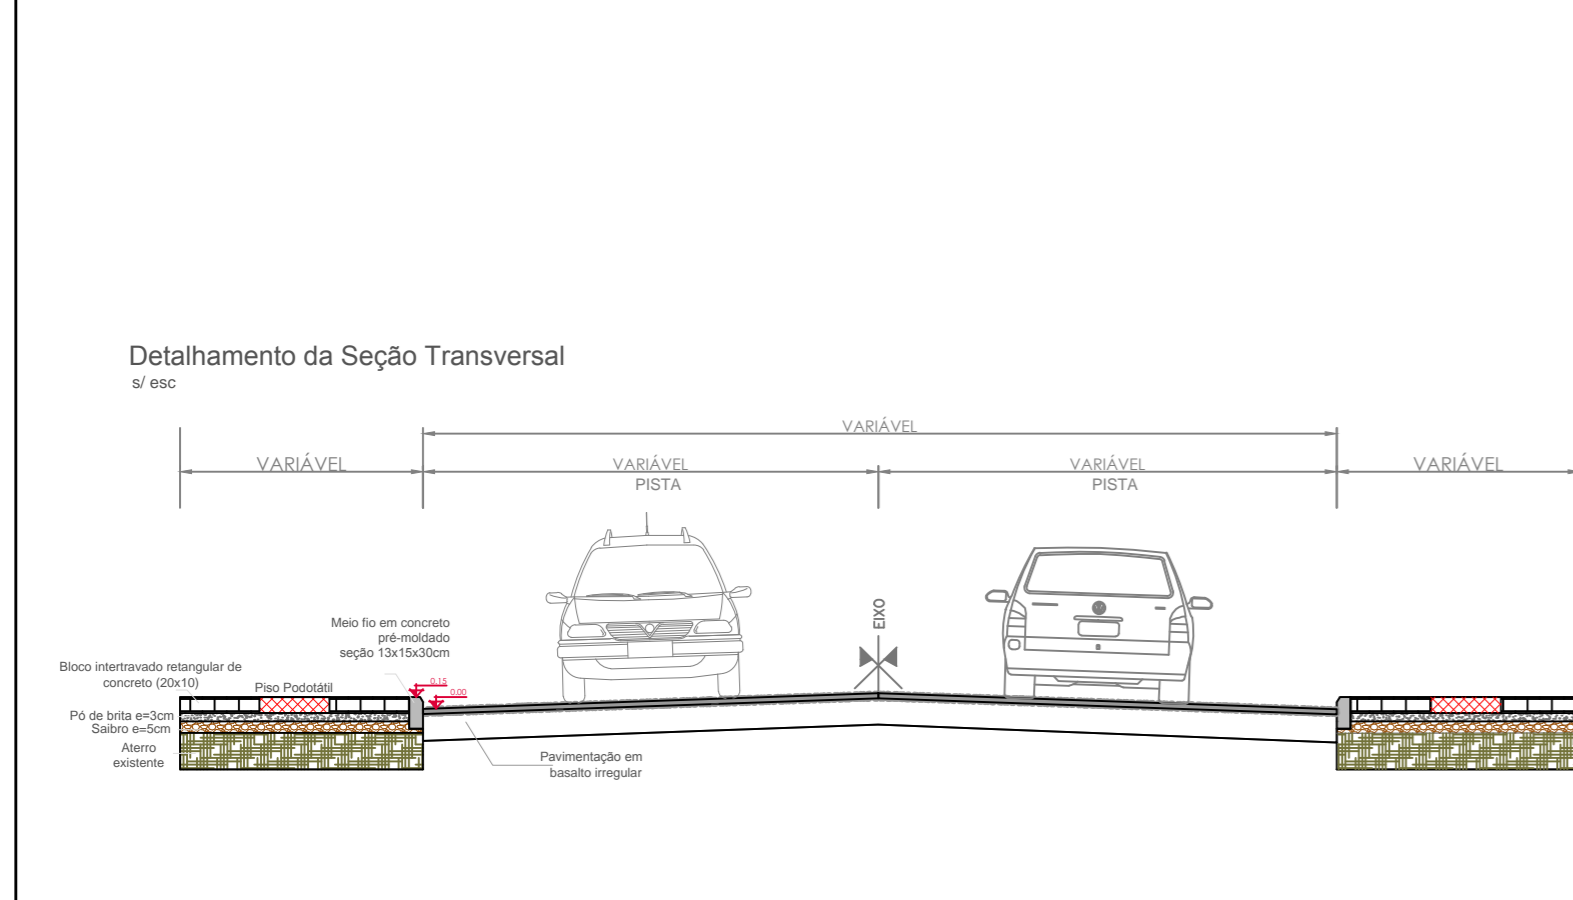 Detalhamento da Seção Transversal
s/ esc
VARIÁVEL
VARIÁVEL
VARIÁVEL
VARIÁVEL
VARIÁVEL
PISTA
PISTA
EIXO
Meio fio em concreto
pré-moldado
seção 13x15x30cm
Bloco intertravado retangular de
concreto (20x10)
Piso Podotátil
0.15
0.00
Pó de brita e=3cm
Saibro e=5cm
Aterro
existente
Pavimentação em
basalto irregular